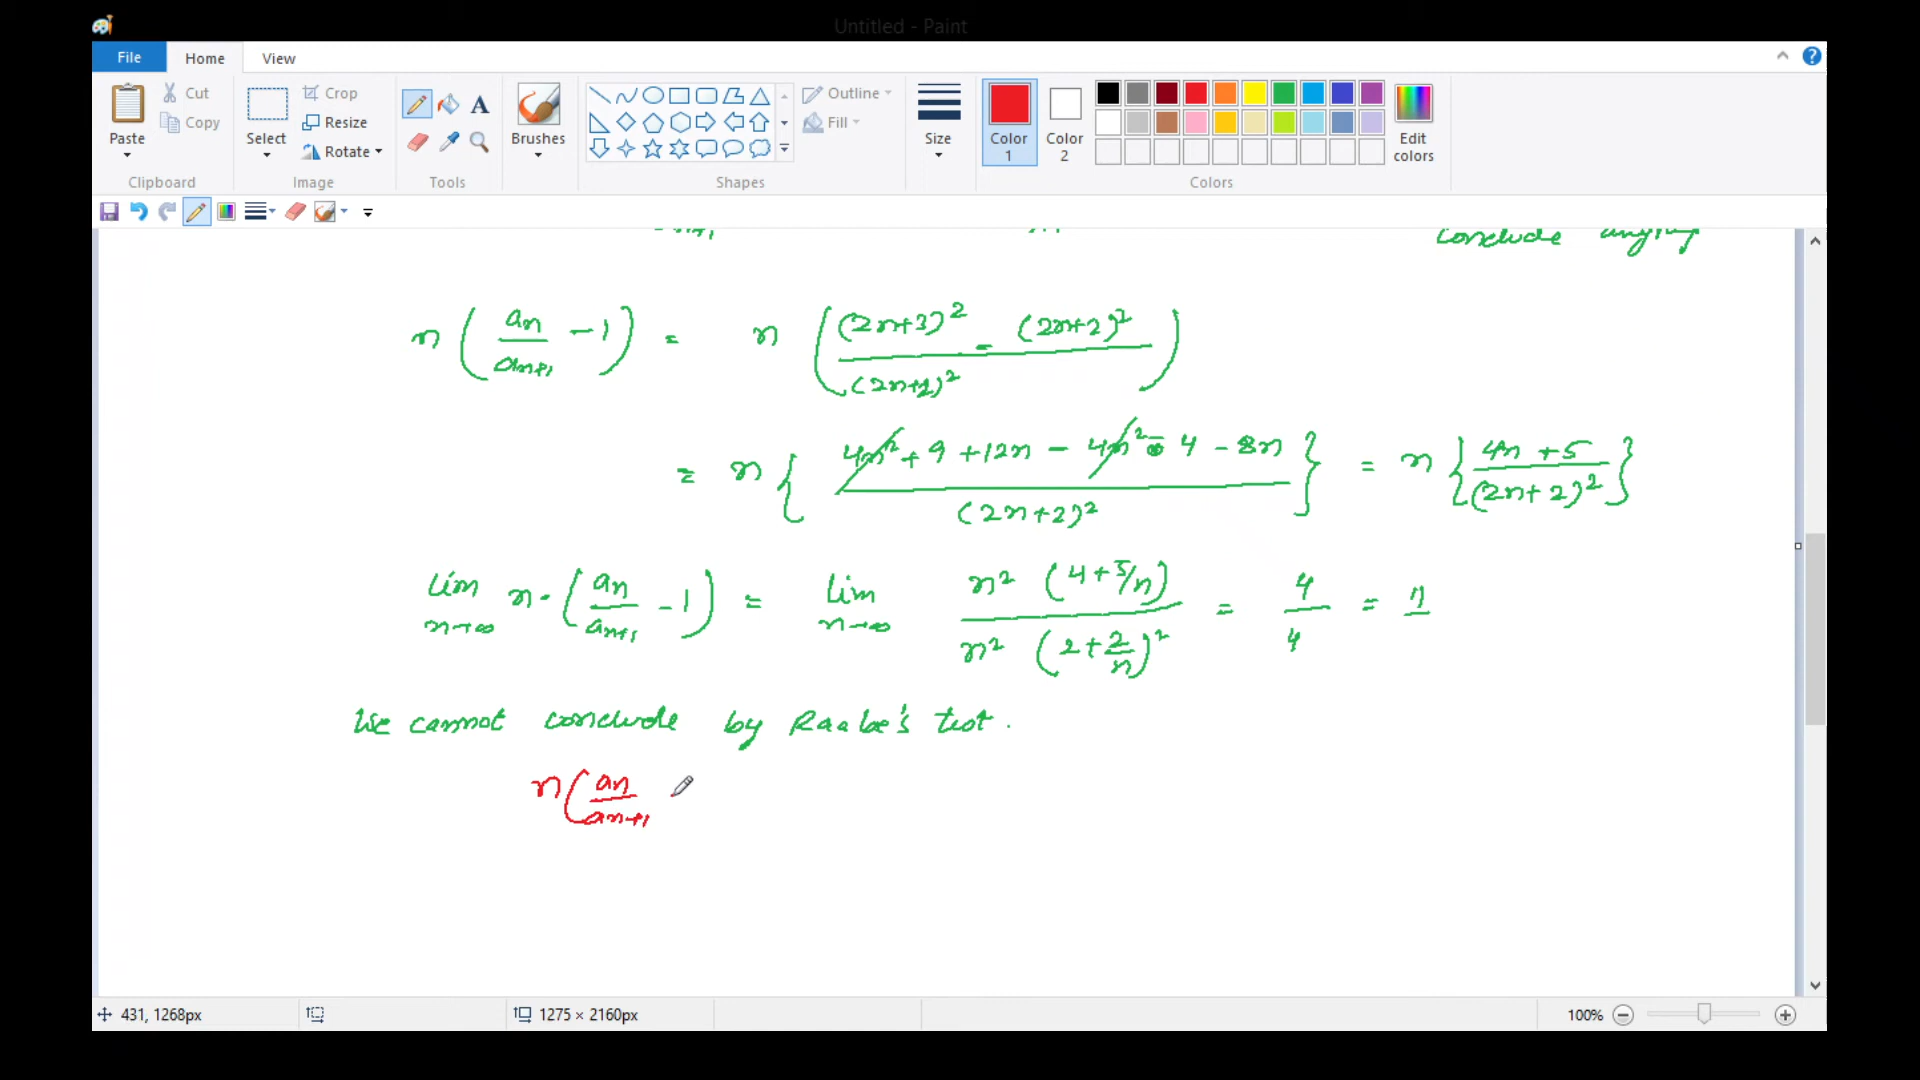 Untitled - Paint
File Home View
Paste Cut Copy
Clipboard
Select Crop Resize Rotate
Image
Tools
Brushes
Outline Fill
Shapes
Size
Color 1 Color 2
Edit colors
Colors
conclude anything
n ( an / an+1 − 1 ) = n ( (2n+3)² − (2n+2)² / (2n+2)² )
= n { 4n² + 9 + 12n − 4n² − 4 − 8n / (2n+2)² } = n { 4n + 5 / (2n+2)² }
lim n→∞ n · ( an / an+1 − 1 ) = lim n→∞ n² (4 + 5/n) / n² (2 + 2/n)² = 4 / 4 = 1
We cannot conclude by Raabe's test.
n ( an / an+1
431, 1268px 1275 × 2160px 100%